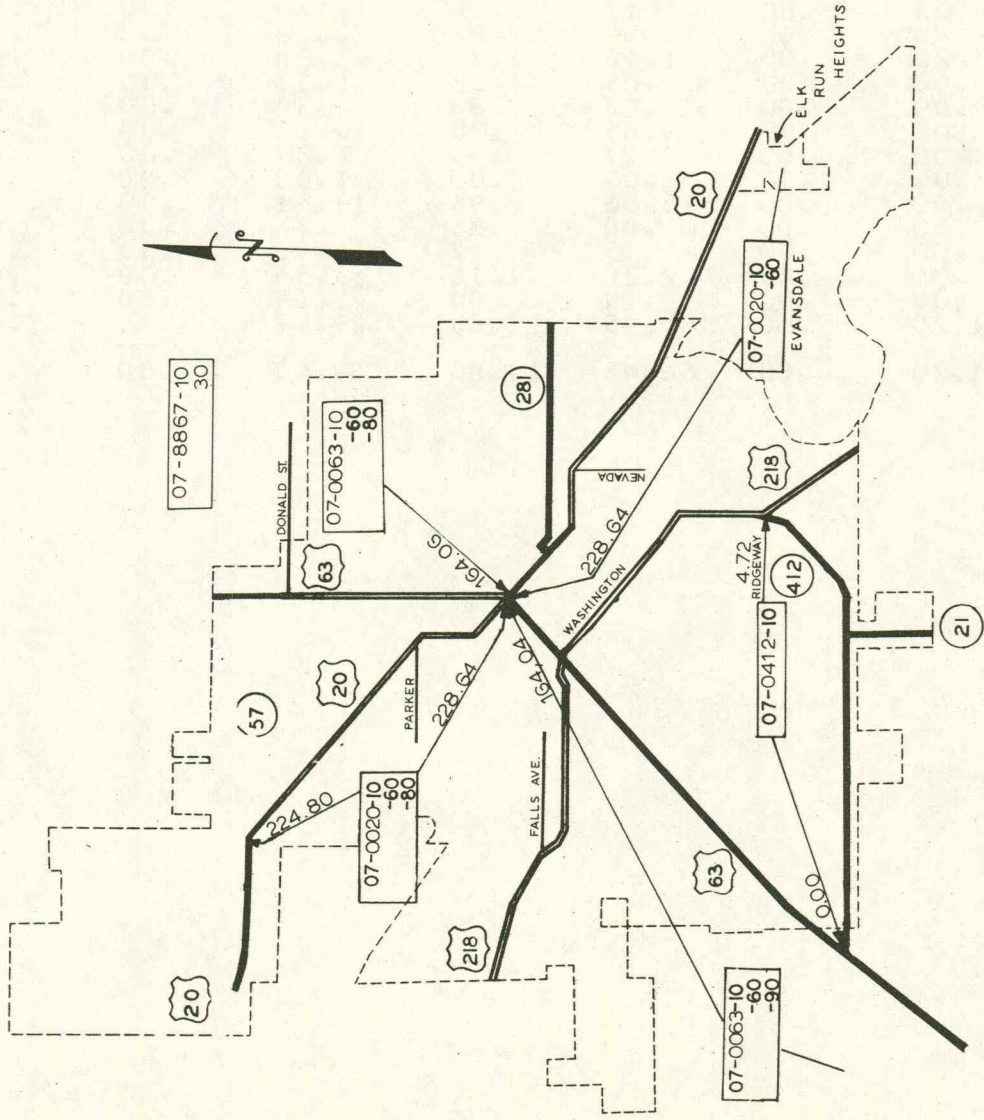 ELK
RUN
HEIGHTS
N
07-8867-10
30
DONALD ST.
07-0063-10
-60
-80
63
164.06
20
281
07-0020-10
-60
EVANSDALE
NEVADA
218
228.64
WASHINGTON
4.72
RIDGEWAY
412
07-0412-10
21
57
20
PARKER
228.64
164.04
224.80
07-0020-10
-60
-80
FALLS AVE.
63
0.00
20
218
07-0063-10
-60
-90